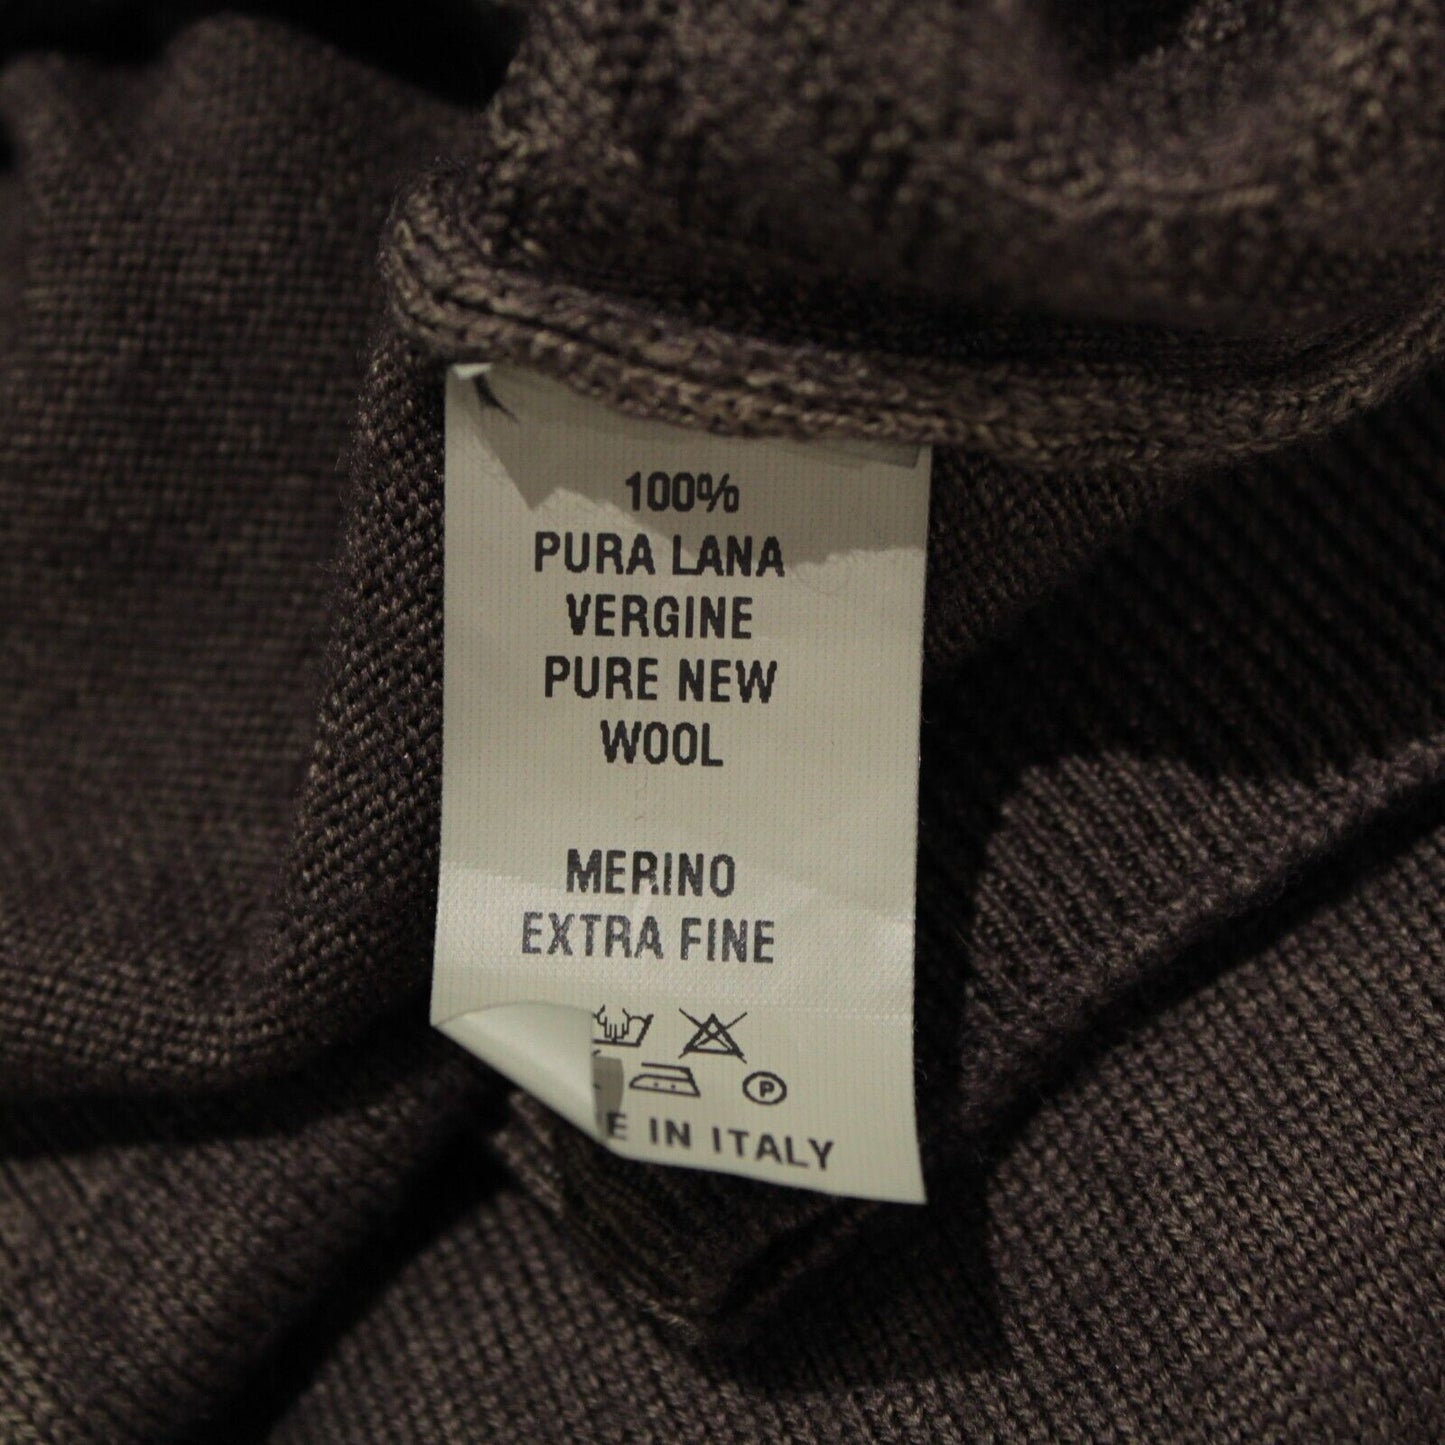 100%
PURA LANA
VERGINE
PURE NEW
WOOL
MERINO
EXTRA FINE
P
IN ITALY